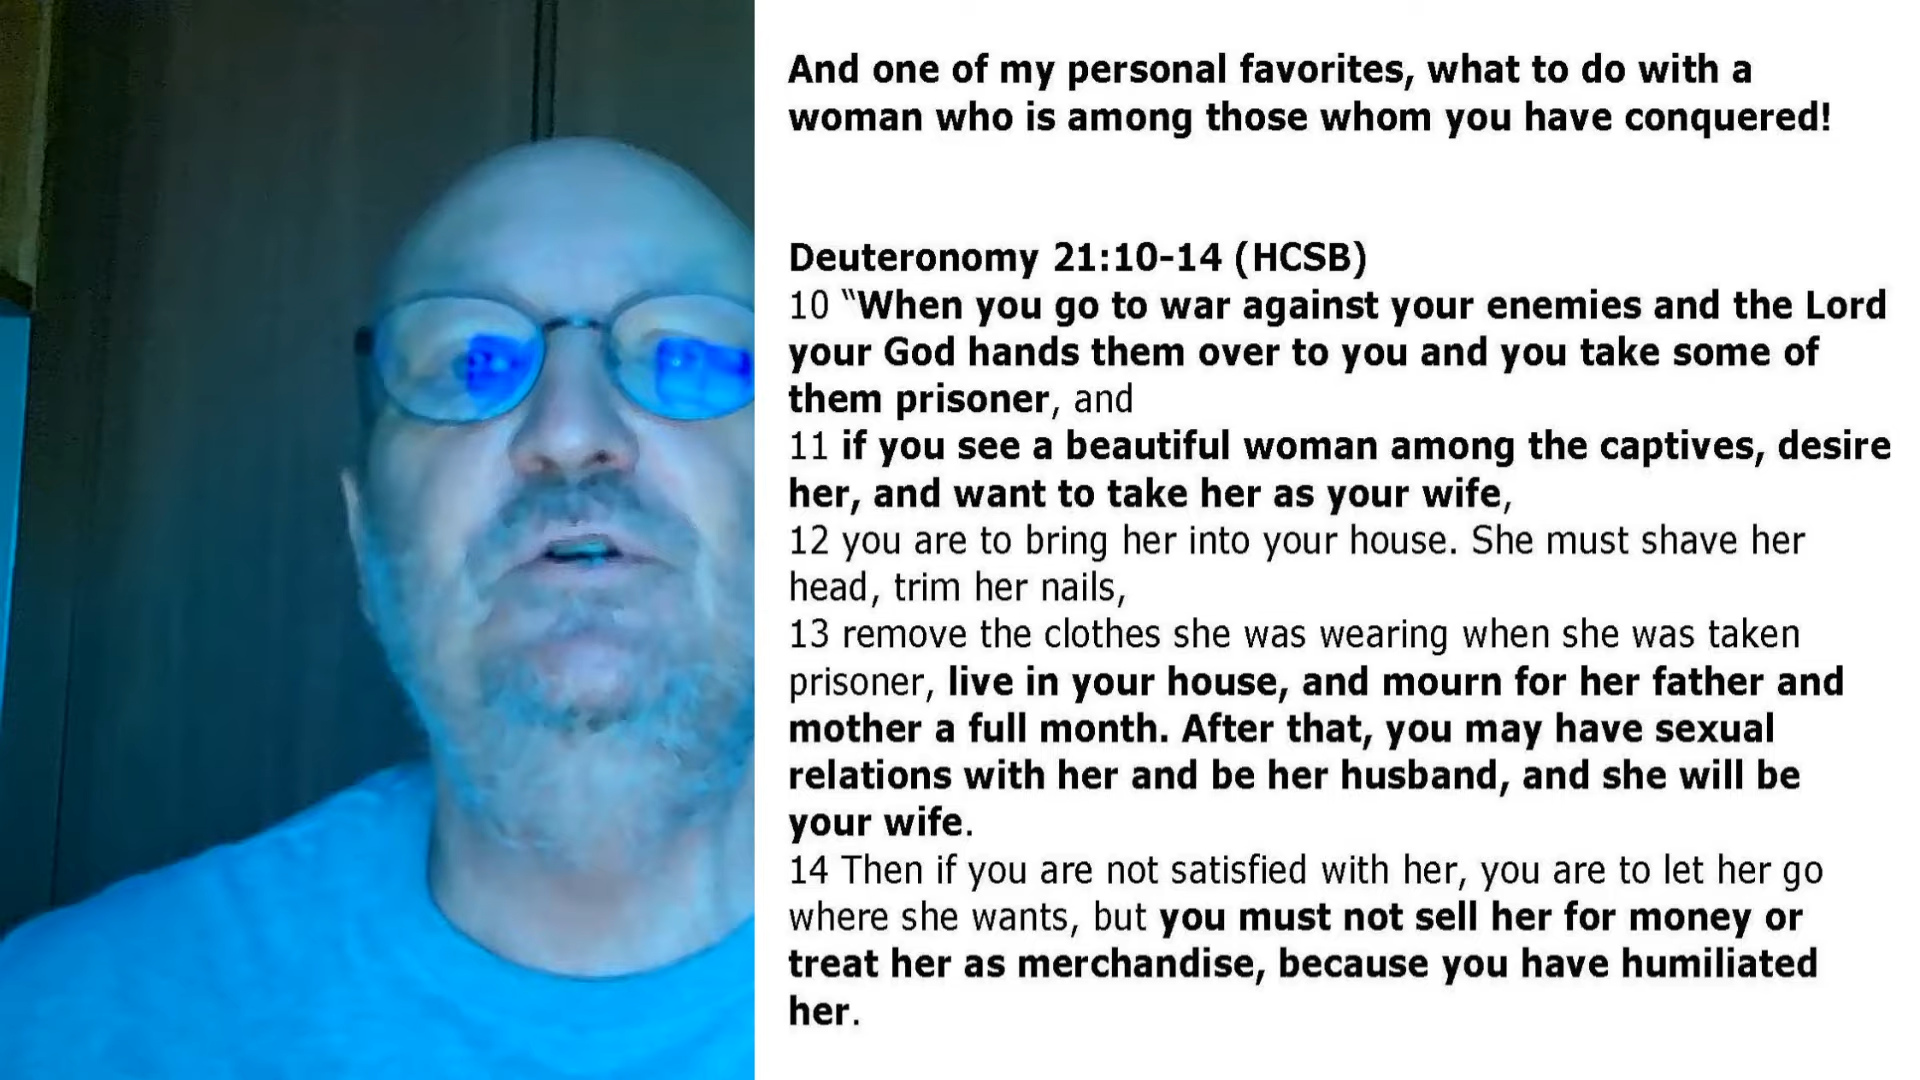 And one of my personal favorites, what to do with a
woman who is among those whom you have conquered!
Deuteronomy 21:10-14 (HCSB)
10 “When you go to war against your enemies and the Lord
your God hands them over to you and you take some of
them prisoner, and
11 if you see a beautiful woman among the captives, desire
her, and want to take her as your wife,
12 you are to bring her into your house. She must shave her
head, trim her nails,
13 remove the clothes she was wearing when she was taken
prisoner, live in your house, and mourn for her father and
mother a full month. After that, you may have sexual
relations with her and be her husband, and she will be
your wife.
14 Then if you are not satisfied with her, you are to let her go
where she wants, but you must not sell her for money or
treat her as merchandise, because you have humiliated
her.